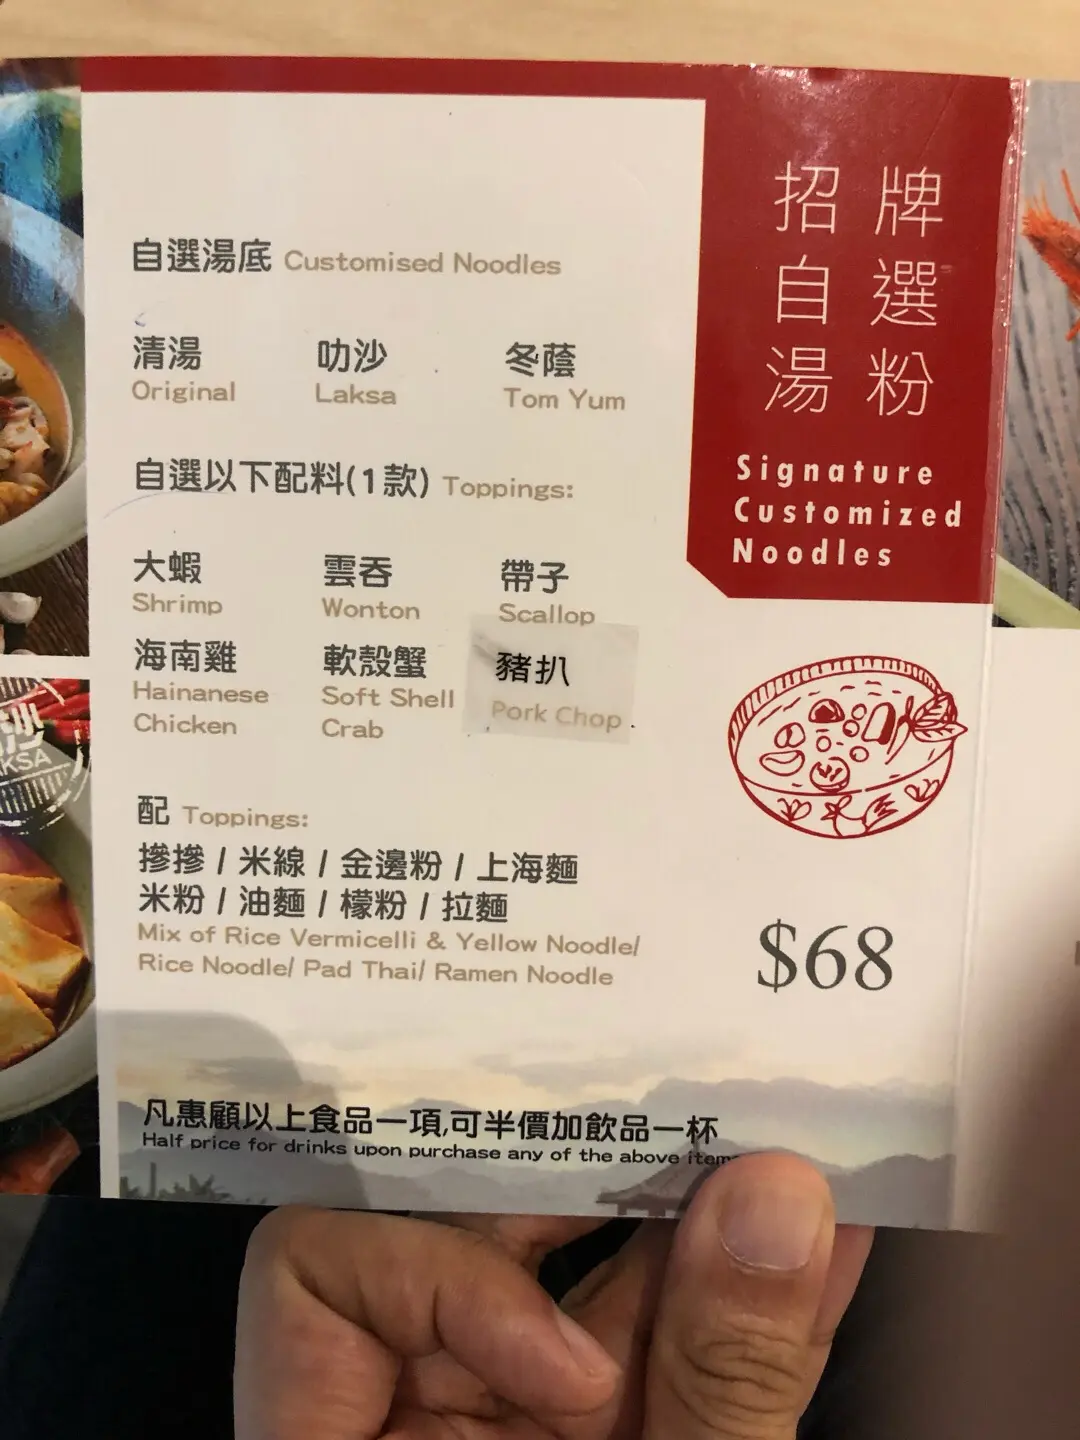 招牌
自選
湯粉
Signature
Customized
Noodles
自選湯底 Customised Noodles
清湯 叻沙 冬蔭
Original Laksa Tom Yum
自選以下配料(1款) Toppings:
大蝦 雲吞 帶子
Shrimp Wonton Scallop
海南雞 軟殼蟹 豬扒
Hainanese Soft Shell Pork Chop
Chicken Crab
配 Toppings:
摻摻 / 米線 / 金邊粉 / 上海麵
米粉 / 油麵 / 檬粉 / 拉麵
Mix of Rice Vermicelli & Yellow Noodle/
Rice Noodle/ Pad Thai/ Ramen Noodle
$68
凡惠顧以上食品一項,可半價加飲品一杯
Half price for drinks upon purchase any of the above item
沙
KSA